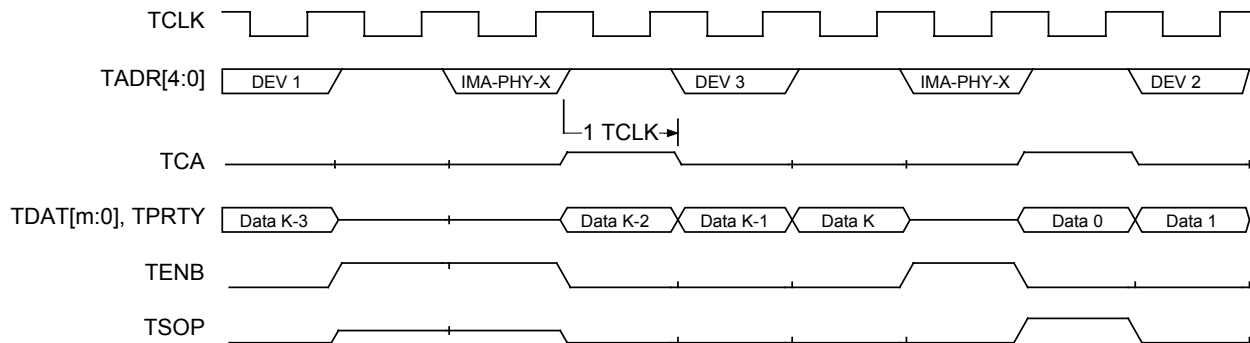 TCLK
TADR[4:0] DEV 1 IMA-PHY-X DEV 3 IMA-PHY-X DEV 2
1 TCLK
TCA
TDAT[m:0], TPRTY Data K-3 Data K-2 Data K-1 Data K Data 0 Data 1
TENB
TSOP